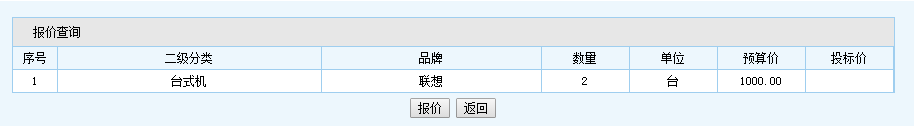 报价查询
序号 二级分类 品牌 数量 单位 预算价 投标价
1 台式机 联想 2 台 1000.00
报价 返回